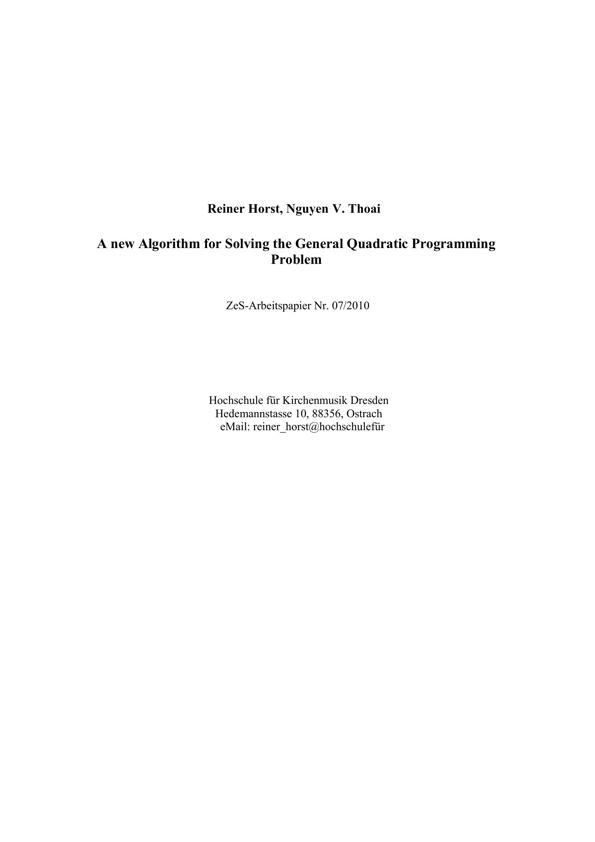 Reiner Horst, Nguyen V. Thoai
A new Algorithm for Solving the General Quadratic Programming
Problem
ZeS-Arbeitspapier Nr. 07/2010
Hochschule für Kirchenmusik Dresden
Hedemannstasse 10, 88356, Ostrach
eMail: reiner_horst@hochschulefür